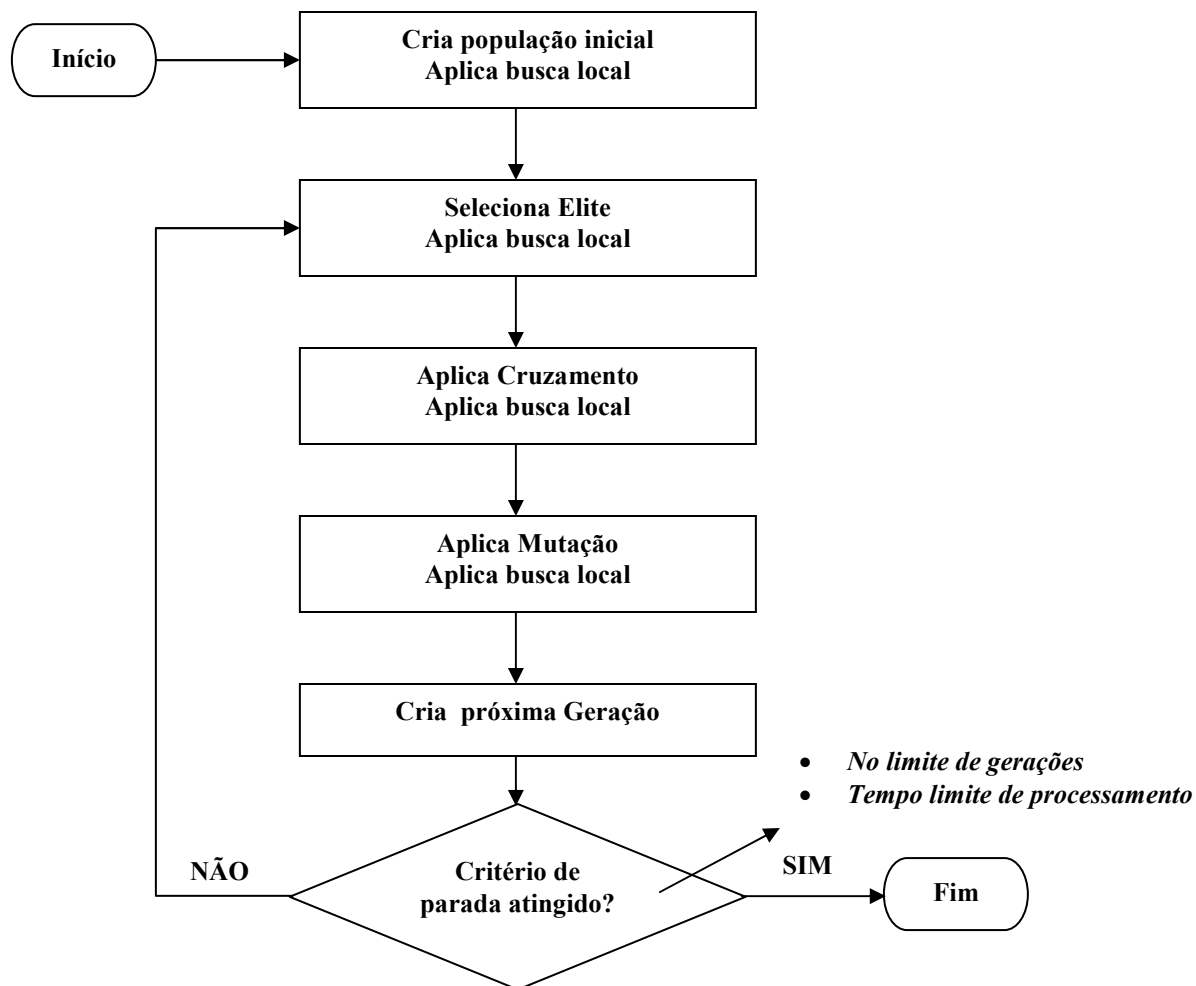 Início
Cria população inicial
Aplica busca local
Seleciona Elite
Aplica busca local
Aplica Cruzamento
Aplica busca local
Aplica Mutação
Aplica busca local
Cria próxima Geração
• No limite de gerações
• Tempo limite de processamento
NÃO
Critério de
parada atingido?
SIM
Fim